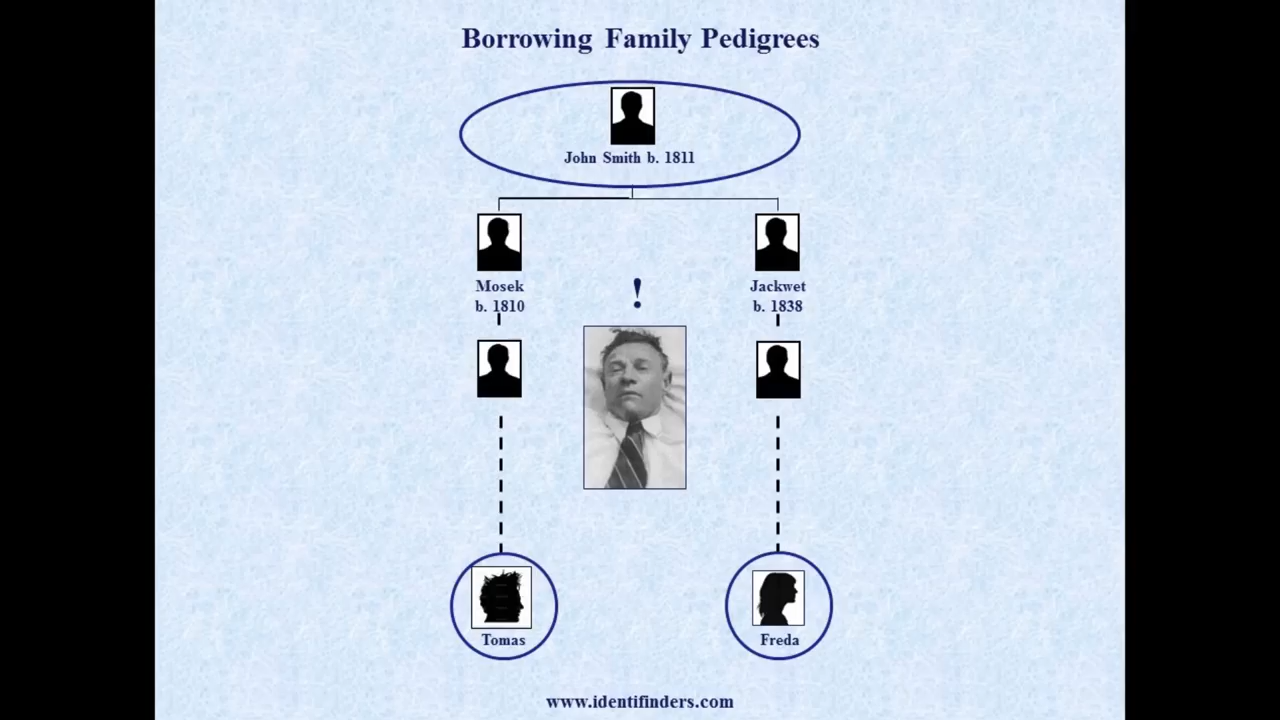 Borrowing Family Pedigrees
John Smith b. 1811
Mosek
b. 1810
!
Jackwet
b. 1838
Tomas
Freda
www.identifinders.com